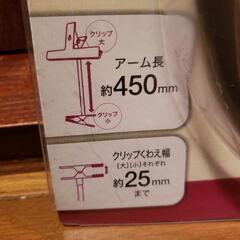 クリップ
大
アーム長
約450mm
クリップ
小
クリップくわえ幅
【大】【小】それぞれ
約25mm
まで